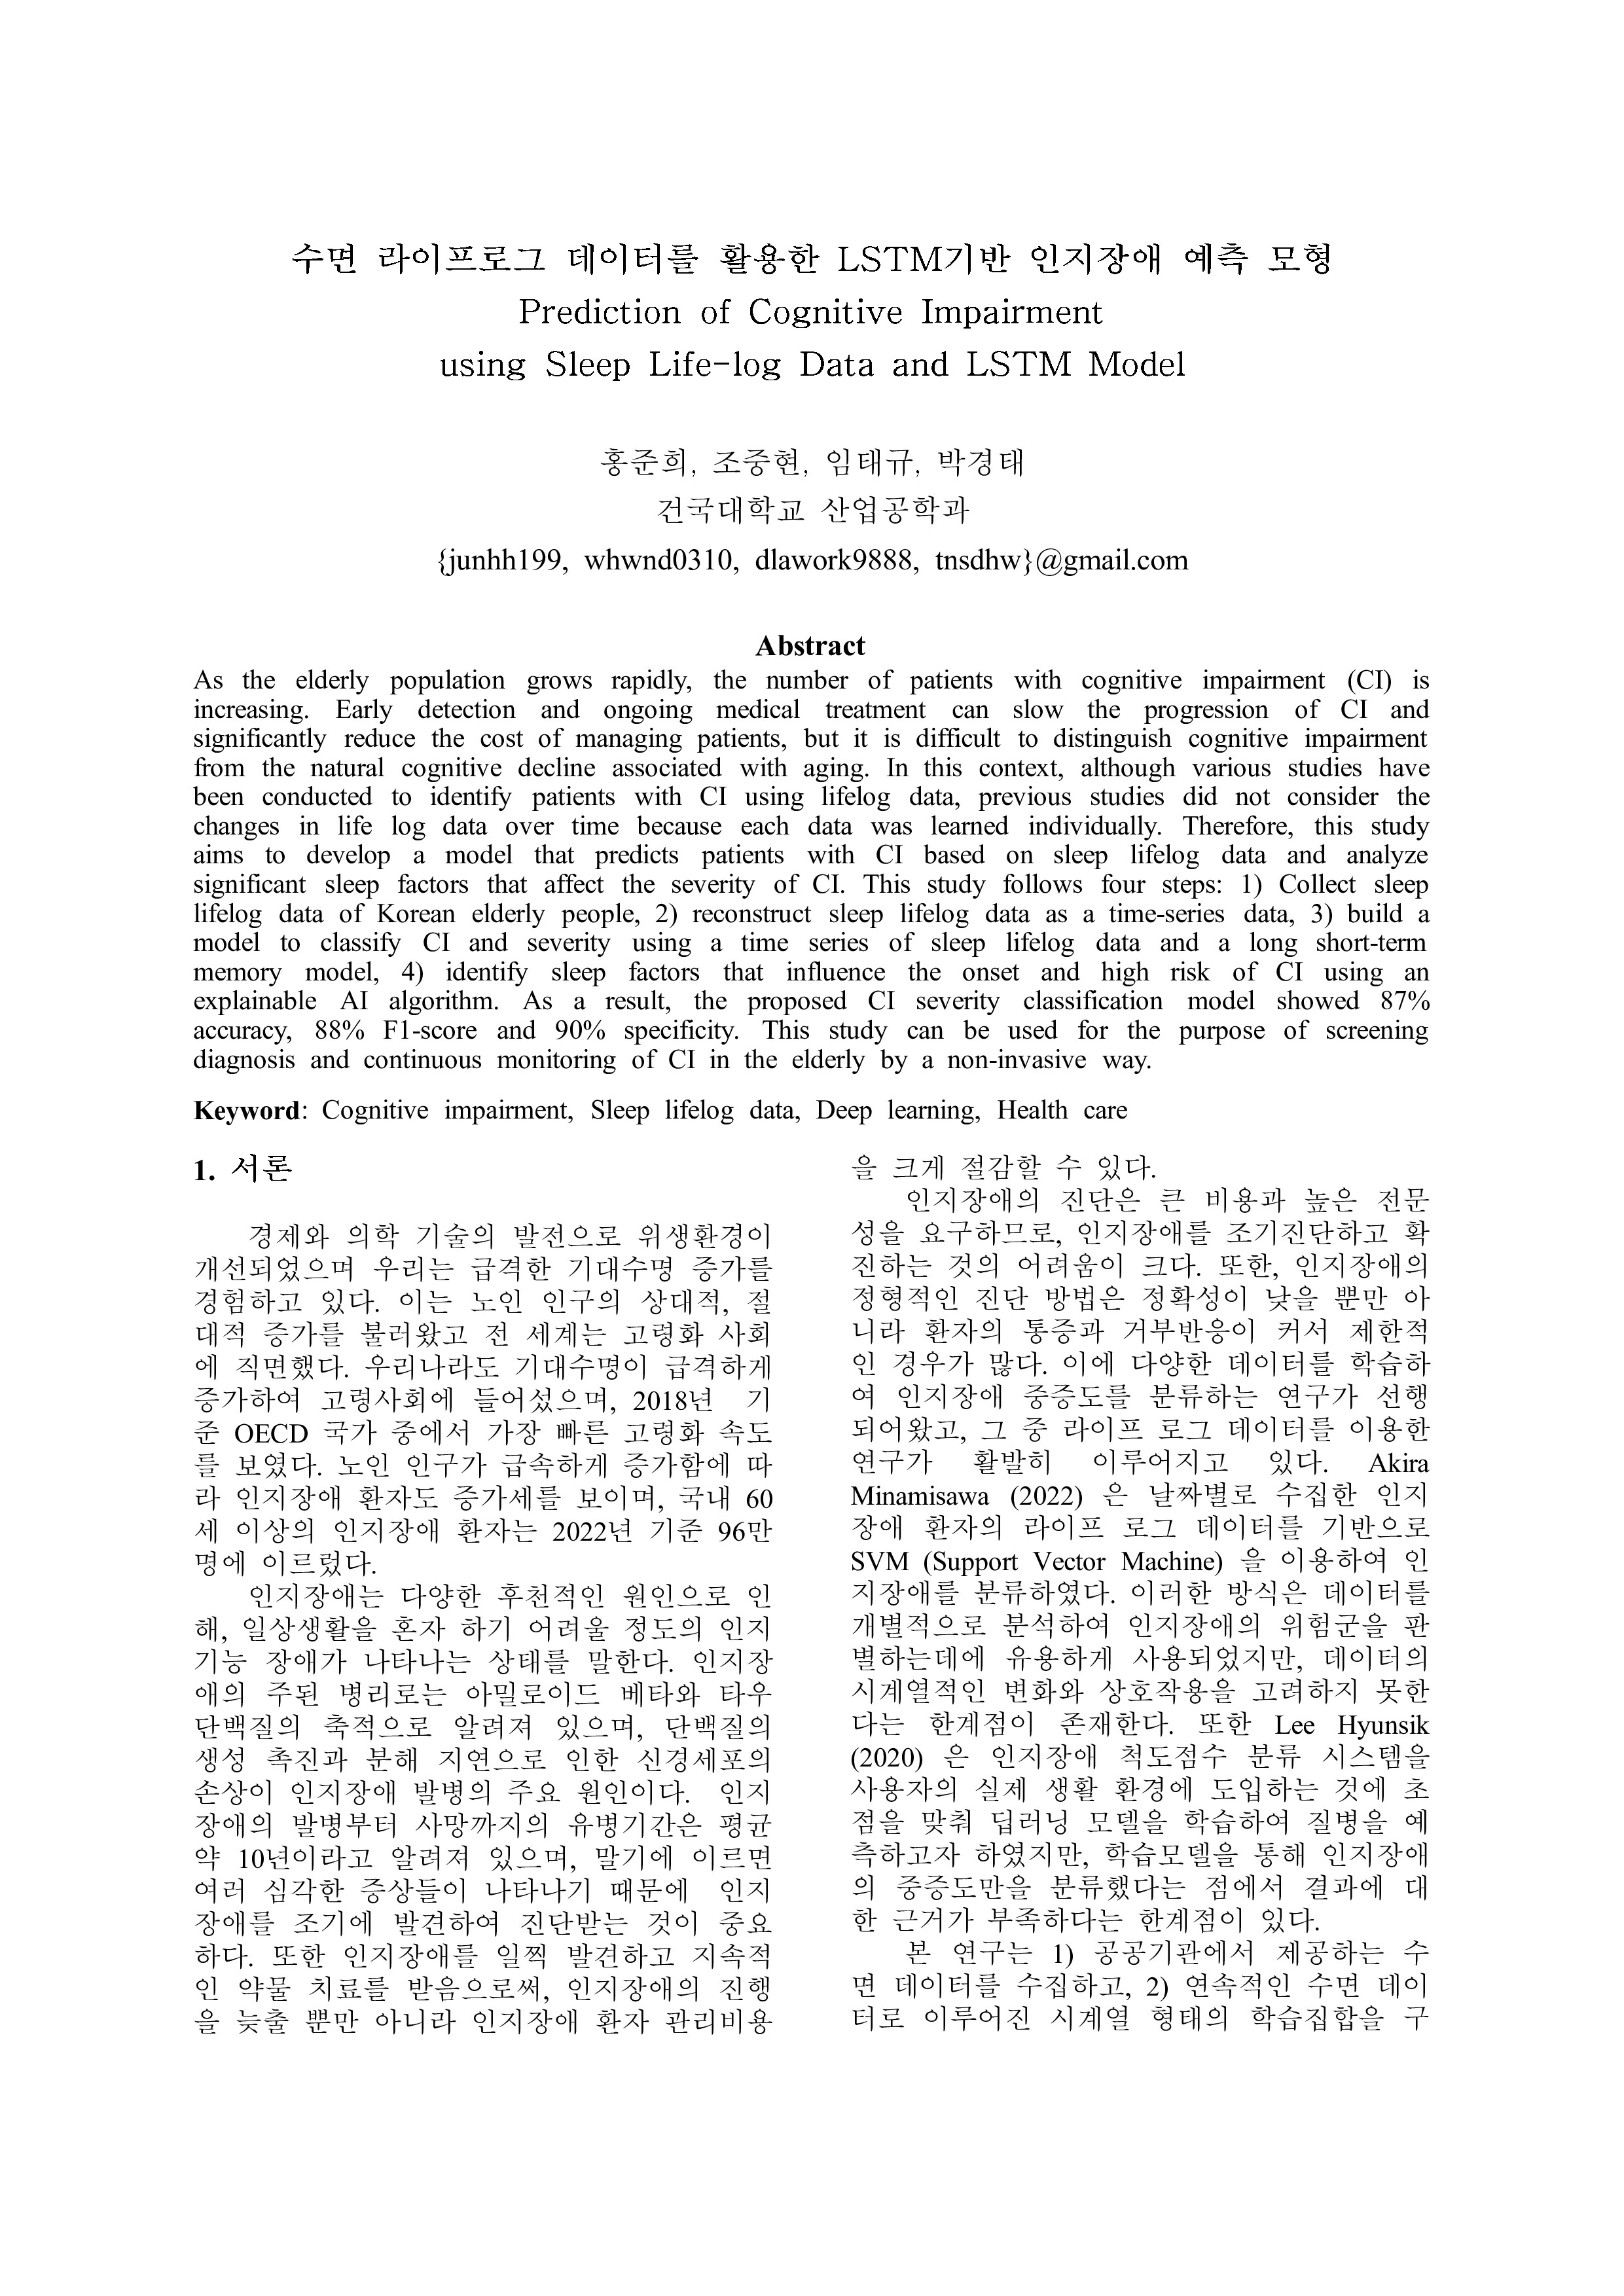 수면 라이프로그 데이터를 활용한 LSTM기반 인지장애 예측 모형
Prediction of Cognitive Impairment
using Sleep Life-log Data and LSTM Model
홍준희, 조중현, 임태규, 박경태
건국대학교 산업공학과
{junhh199, whwnd0310, dlawork9888, tnsdhw}@gmail.com
Abstract
As the elderly population grows rapidly, the number of patients with cognitive impairment (CI) is
increasing. Early detection and ongoing medical treatment can slow the progression of CI and
significantly reduce the cost of managing patients, but it is difficult to distinguish cognitive impairment
from the natural cognitive decline associated with aging. In this context, although various studies have
been conducted to identify patients with CI using lifelog data, previous studies did not consider the
changes in life log data over time because each data was learned individually. Therefore, this study
aims to develop a model that predicts patients with CI based on sleep lifelog data and analyze
significant sleep factors that affect the severity of CI. This study follows four steps: 1) Collect sleep
lifelog data of Korean elderly people, 2) reconstruct sleep lifelog data as a time-series data, 3) build a
model to classify CI and severity using a time series of sleep lifelog data and a long short-term
memory model, 4) identify sleep factors that influence the onset and high risk of CI using an
explainable AI algorithm. As a result, the proposed CI severity classification model showed 87%
accuracy, 88% F1-score and 90% specificity. This study can be used for the purpose of screening
diagnosis and continuous monitoring of CI in the elderly by a non-invasive way.
Keyword: Cognitive impairment, Sleep lifelog data, Deep learning, Health care
1. 서론
경제와 의학 기술의 발전으로 위생환경이
개선되었으며 우리는 급격한 기대수명 증가를
경험하고 있다. 이는 노인 인구의 상대적, 절
대적 증가를 불러왔고 전 세계는 고령화 사회
에 직면했다. 우리나라도 기대수명이 급격하게
증가하여 고령사회에 들어섰으며, 2018년 기
준 OECD 국가 중에서 가장 빠른 고령화 속도
를 보였다. 노인 인구가 급속하게 증가함에 따
라 인지장애 환자도 증가세를 보이며, 국내 60
세 이상의 인지장애 환자는 2022년 기준 96만
명에 이르렀다.
인지장애는 다양한 후천적인 원인으로 인
해, 일상생활을 혼자 하기 어려울 정도의 인지
기능 장애가 나타나는 상태를 말한다. 인지장
애의 주된 병리로는 아밀로이드 베타와 타우
단백질의 축적으로 알려져 있으며, 단백질의
생성 촉진과 분해 지연으로 인한 신경세포의
손상이 인지장애 발병의 주요 원인이다. 인지
장애의 발병부터 사망까지의 유병기간은 평균
약 10년이라고 알려져 있으며, 말기에 이르면
여러 심각한 증상들이 나타나기 때문에 인지
장애를 조기에 발견하여 진단받는 것이 중요
하다. 또한 인지장애를 일찍 발견하고 지속적
인 약물 치료를 받음으로써, 인지장애의 진행
을 늦출 뿐만 아니라 인지장애 환자 관리비용
을 크게 절감할 수 있다.
인지장애의 진단은 큰 비용과 높은 전문
성을 요구하므로, 인지장애를 조기진단하고 확
진하는 것의 어려움이 크다. 또한, 인지장애의
정형적인 진단 방법은 정확성이 낮을 뿐만 아
니라 환자의 통증과 거부반응이 커서 제한적
인 경우가 많다. 이에 다양한 데이터를 학습하
여 인지장애 중증도를 분류하는 연구가 선행
되어왔고, 그 중 라이프 로그 데이터를 이용한
연구가 활발히 이루어지고 있다. Akira
Minamisawa (2022) 은 날짜별로 수집한 인지
장애 환자의 라이프 로그 데이터를 기반으로
SVM (Support Vector Machine) 을 이용하여 인
지장애를 분류하였다. 이러한 방식은 데이터를
개별적으로 분석하여 인지장애의 위험군을 판
별하는데에 유용하게 사용되었지만, 데이터의
시계열적인 변화와 상호작용을 고려하지 못한
다는 한계점이 존재한다. 또한 Lee Hyunsik
(2020) 은 인지장애 척도점수 분류 시스템을
사용자의 실제 생활 환경에 도입하는 것에 초
점을 맞춰 딥러닝 모델을 학습하여 질병을 예
측하고자 하였지만, 학습모델을 통해 인지장애
의 중증도만을 분류했다는 점에서 결과에 대
한 근거가 부족하다는 한계점이 있다.
본 연구는 1) 공공기관에서 제공하는 수
면 데이터를 수집하고, 2) 연속적인 수면 데이
터로 이루어진 시계열 형태의 학습집합을 구